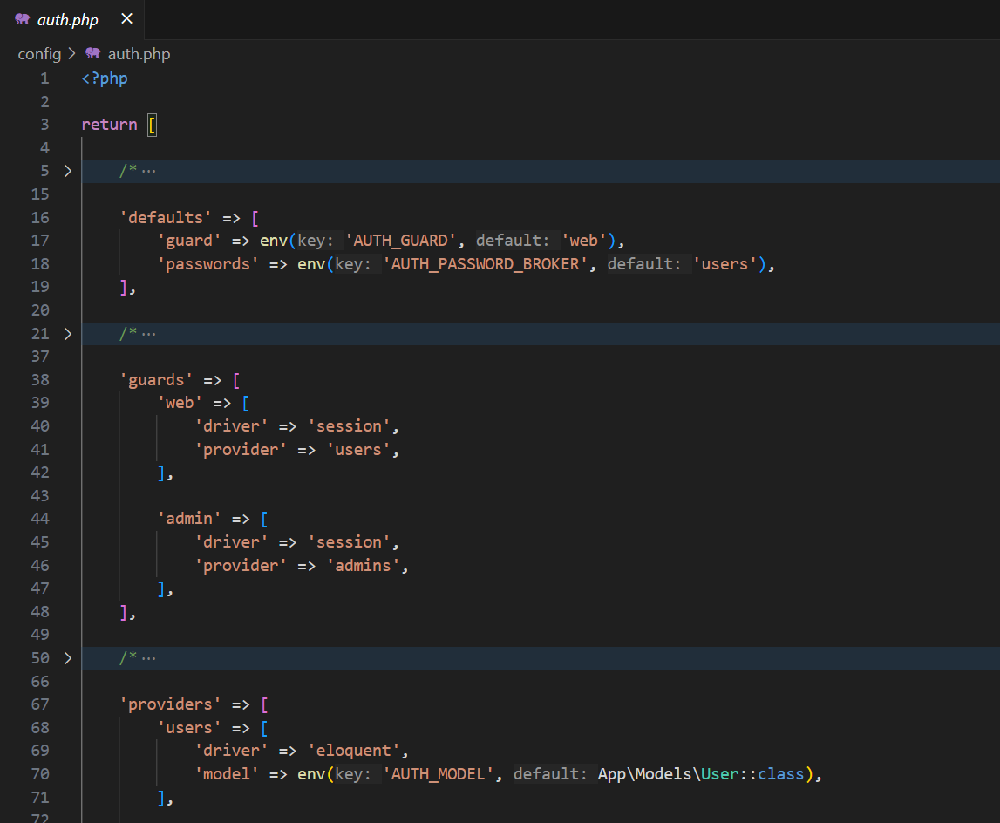 auth.php ×
config > auth.php
1 <?php
2
3 return [
4
5 > /* ···
15
16 'defaults' => [
17 'guard' => env(key: 'AUTH_GUARD', default: 'web'),
18 'passwords' => env(key: 'AUTH_PASSWORD_BROKER', default: 'users'),
19 ],
20
21 > /* ···
37
38 'guards' => [
39 'web' => [
40 'driver' => 'session',
41 'provider' => 'users',
42 ],
43
44 'admin' => [
45 'driver' => 'session',
46 'provider' => 'admins',
47 ],
48 ],
49
50 > /* ···
66
67 'providers' => [
68 'users' => [
69 'driver' => 'eloquent',
70 'model' => env(key: 'AUTH_MODEL', default: App\Models\User::class),
71 ],
72